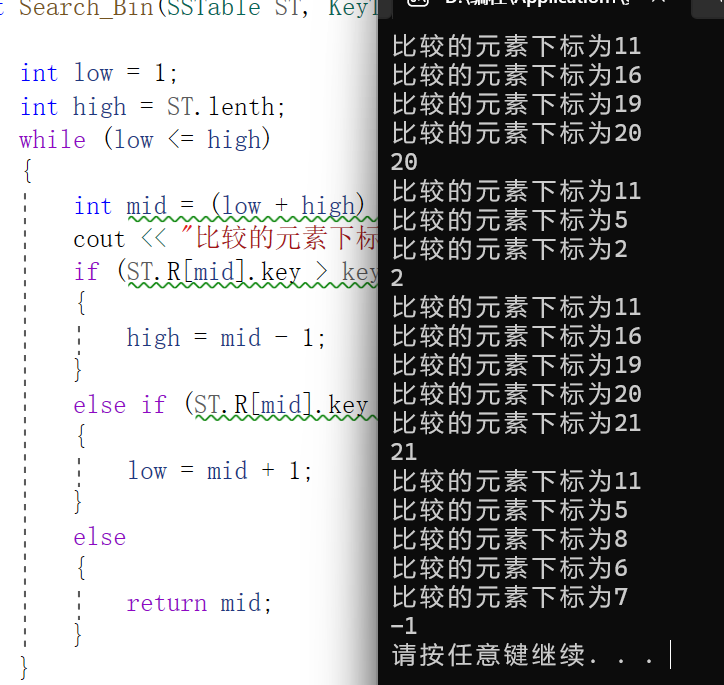 Search_Bin(SSTable ST,
int low = 1;
int high = ST.lenth;
while (low <= high)
{
int mid = (low + high)
cout << "比较的元素下标
if (ST.R[mid].key > key
{
high = mid - 1;
}
else if (ST.R[mid].key
{
low = mid + 1;
}
else
{
return mid;
}
}
比较的元素下标为11
比较的元素下标为16
比较的元素下标为19
比较的元素下标为20
20
比较的元素下标为11
比较的元素下标为5
比较的元素下标为2
2
比较的元素下标为11
比较的元素下标为16
比较的元素下标为19
比较的元素下标为20
比较的元素下标为21
21
比较的元素下标为11
比较的元素下标为5
比较的元素下标为8
比较的元素下标为6
比较的元素下标为7
-1
请按任意键继续. . .